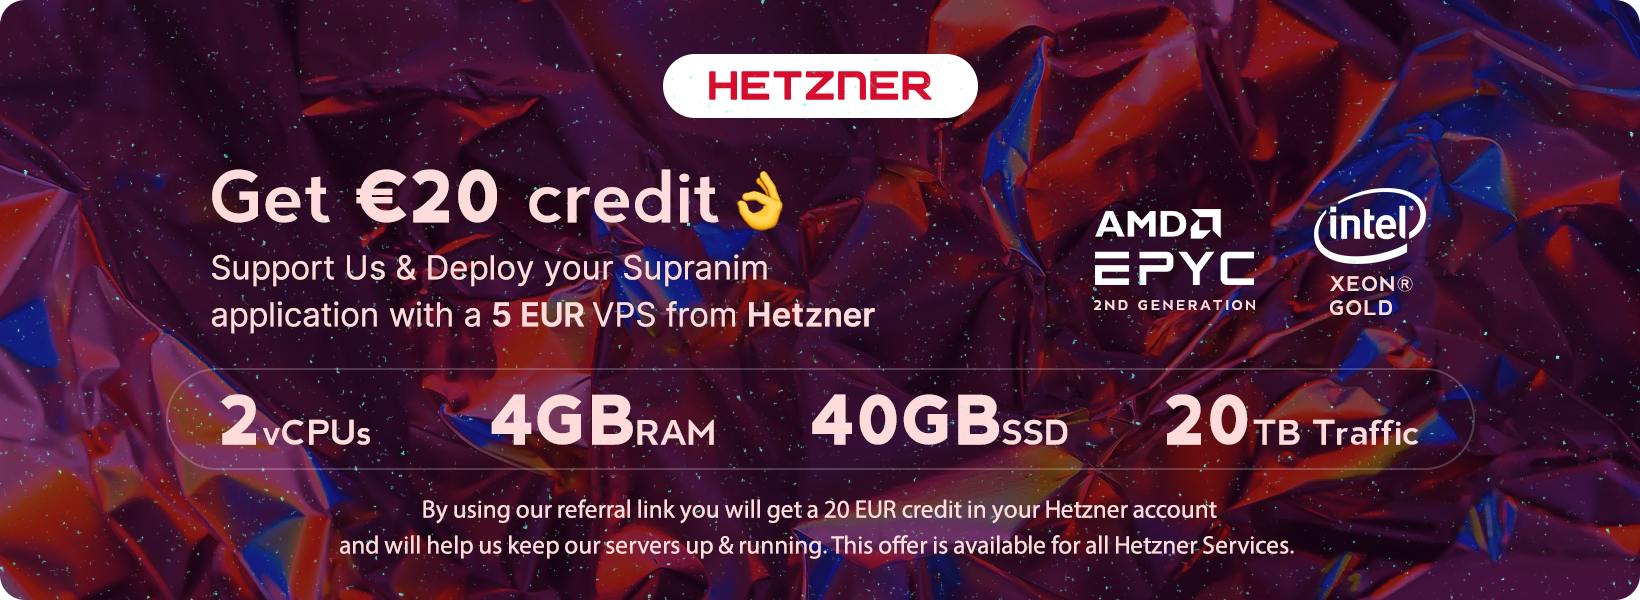 HETZNER
Get €20 credit👌
Support Us & Deploy your Supranim
application with a 5 EUR VPS from Hetzner
AMD
EPYC
2ND GENERATION
intel®
XEON®
GOLD
2vCPUs 4GBRAM 40GBSSD 20TB Traffic
By using our referral link you will get a 20 EUR credit in your Hetzner account
and will help us keep our servers up & running. This offer is available for all Hetzner Services.